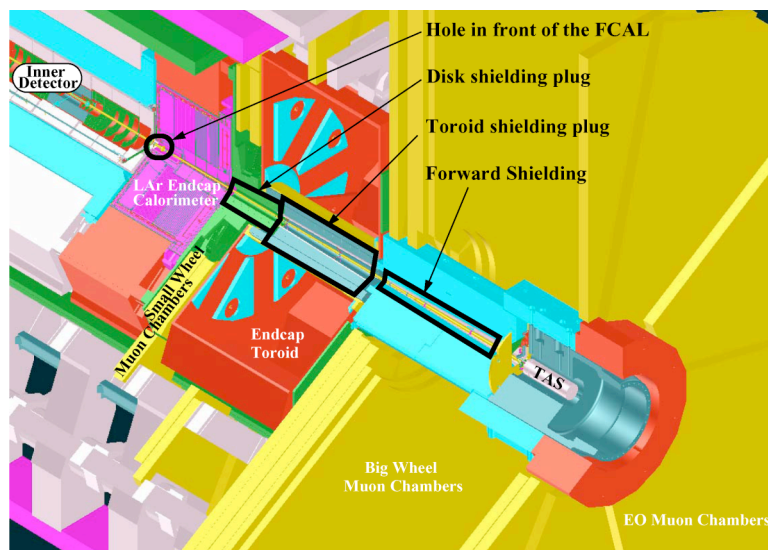 Hole in front of the FCAL
Inner
Detector
Disk shielding plug
Toroid shielding plug
Forward Shielding
LAr Endcap
Calorimeter
Small Wheel
Muon Chambers
Endcap
Toroid
TAS
Big Wheel
Muon Chambers
EO Muon Chambers